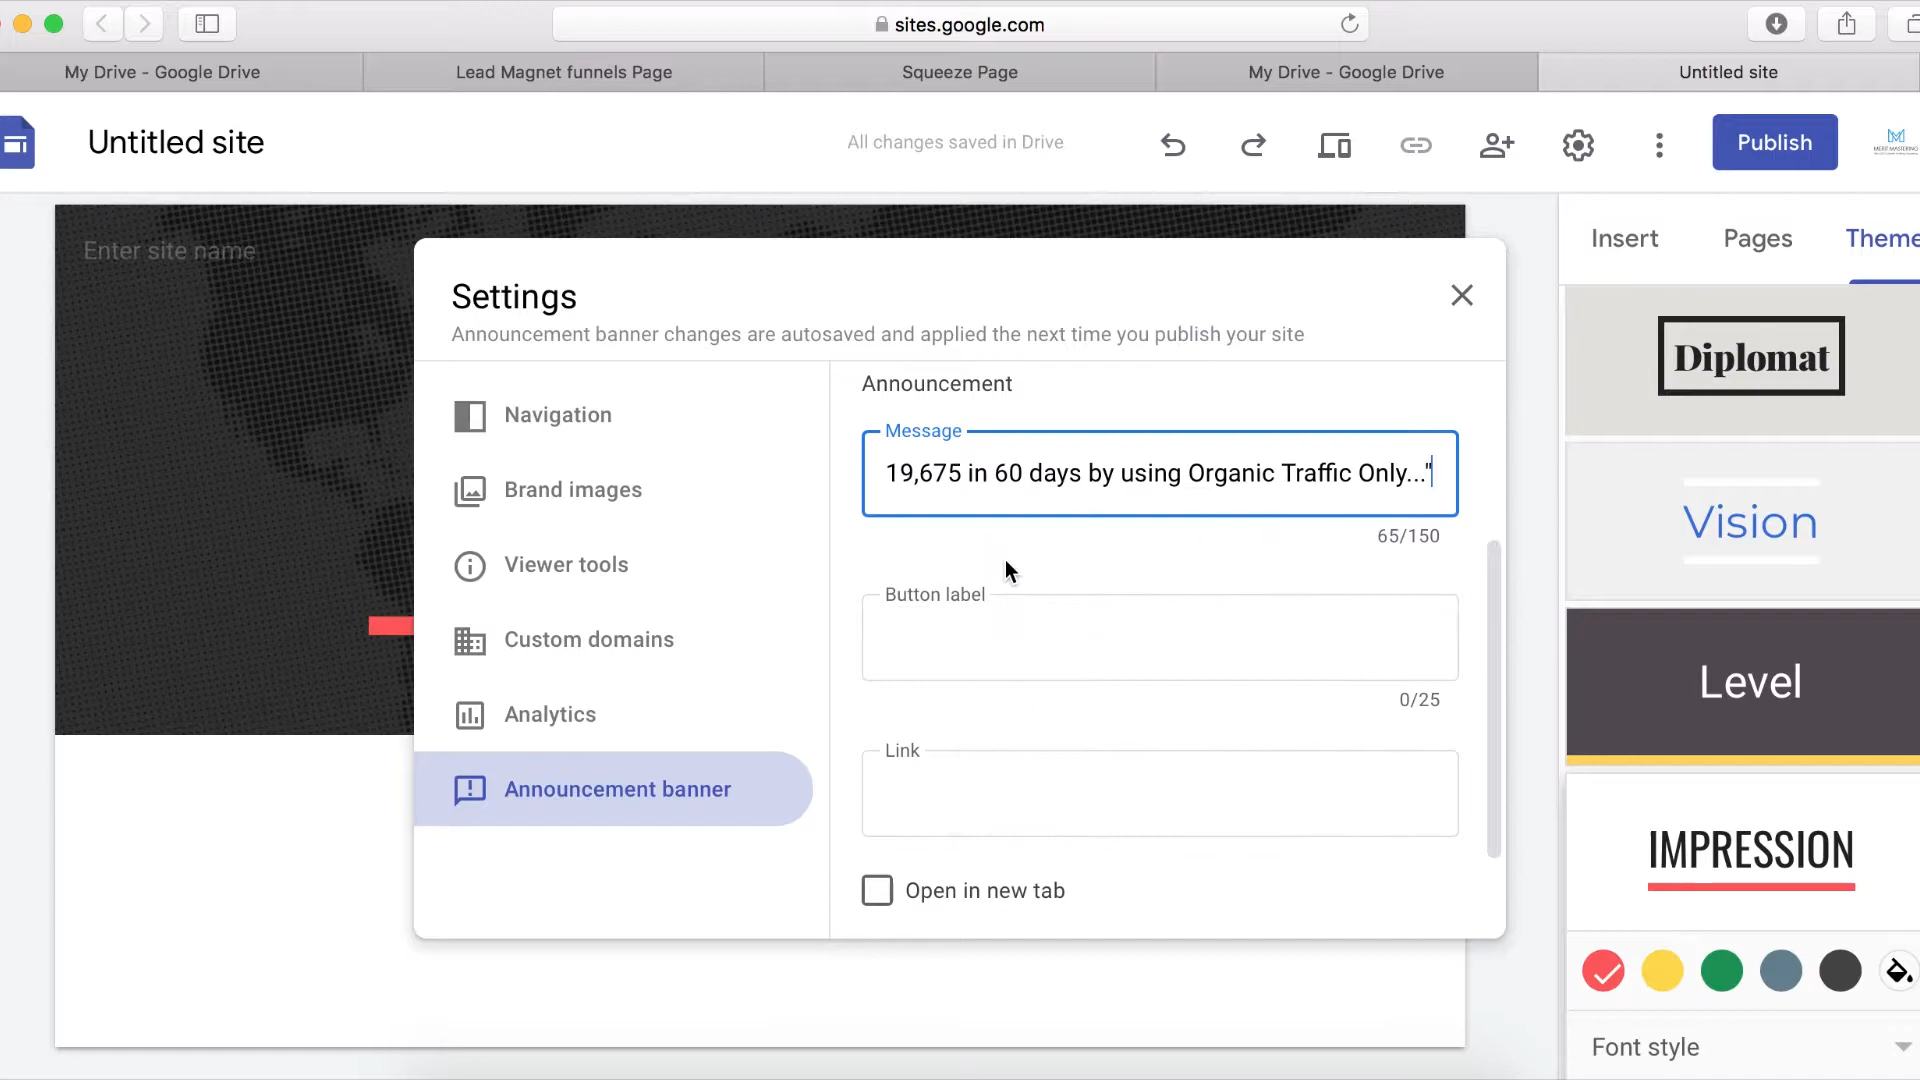 sites.google.com
My Drive - Google Drive
Lead Magnet funnels Page
Squeeze Page
My Drive - Google Drive
Untitled site
Untitled site
All changes saved in Drive
Publish
Enter site name
Insert
Pages
Theme
Settings
Announcement banner changes are autosaved and applied the next time you publish your site
Navigation
Brand images
Viewer tools
Custom domains
Analytics
Announcement banner
Announcement
Message
19,675 in 60 days by using Organic Traffic Only..."
65/150
Button label
0/25
Link
Open in new tab
Diplomat
Vision
Level
IMPRESSION
Font style